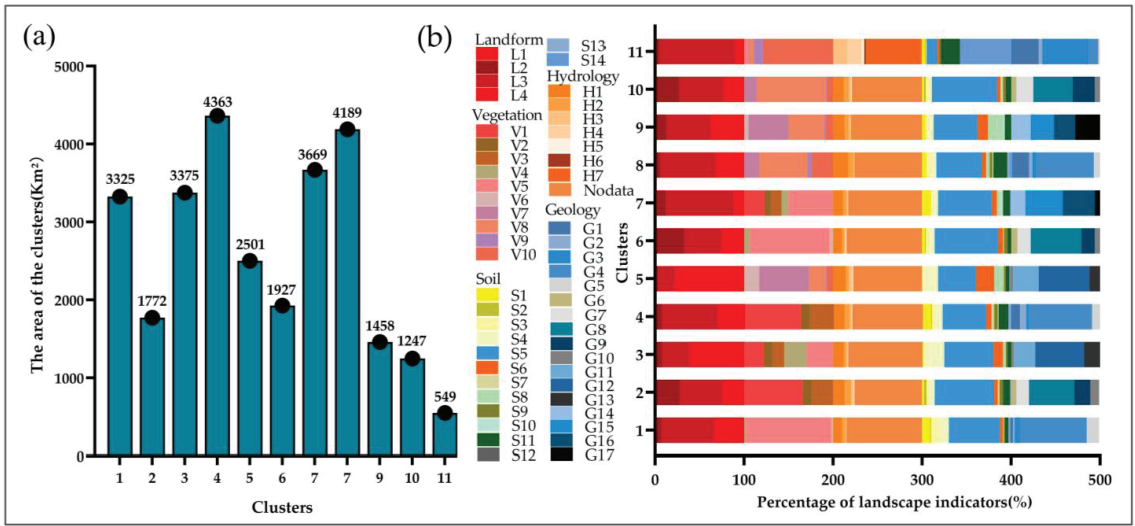 (a)
The area of the clusters(Km²)
5000
4000
3000
2000
1000
0
3325
1772
3375
4363
2501
1927
3669
4189
1458
1247
549
1 2 3 4 5 6 7 7 9 10 11
Clusters
(b)
Landform
L1
L2
L3
L4
Vegetation
V1
V2
V3
V4
V5
V6
V7
V8
V9
V10
Soil
S1
S2
S3
S4
S5
S6
S7
S8
S9
S10
S11
S12
S13
S14
Hydrology
H1
H2
H3
H4
H5
H6
H7
Nodata
Geology
G1
G2
G3
G4
G5
G6
G7
G8
G9
G10
G11
G12
G13
G14
G15
G16
G17
Clusters
11
10
9
8
7
6
5
4
3
2
1
0 100 200 300 400 500
Percentage of landscape indicators(%)